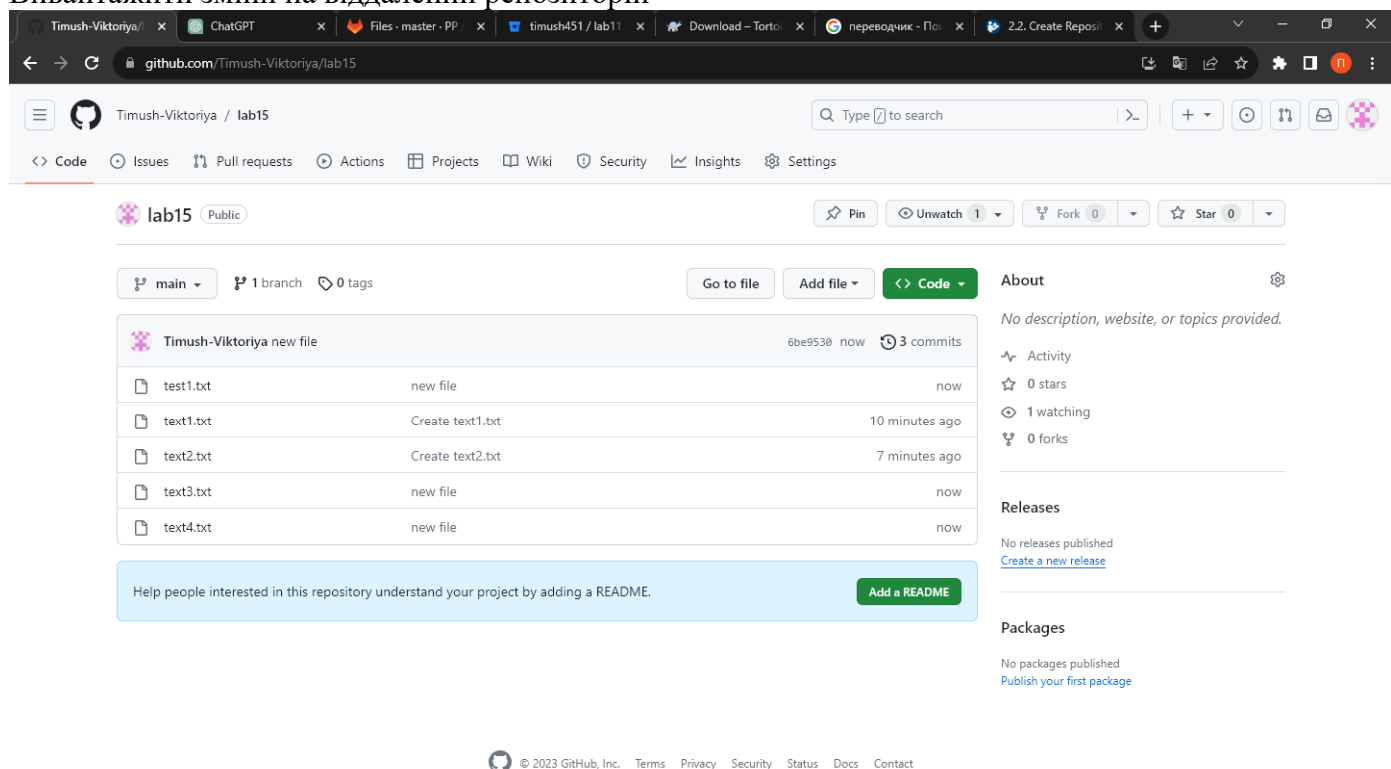 Вивантажити зміни на віддалений репозиторій
Timush-Viktoriya/l
ChatGPT
Files · master · PP /
timush451 / lab11
Download – Tortoi
переводчик - Пои
2.2. Create Reposit
github.com/Timush-Viktoriya/lab15
П
Timush-Viktoriya / lab15
Type / to search
<> Code
Issues
Pull requests
Actions
Projects
Wiki
Security
Insights
Settings
lab15 Public
Pin
Unwatch 1
Fork 0
Star 0
main
1 branch
0 tags
Go to file
Add file
<> Code
Timush-Viktoriya new file
6be9530 now
3 commits
test1.txt new file now
text1.txt Create text1.txt 10 minutes ago
text2.txt Create text2.txt 7 minutes ago
text3.txt new file now
text4.txt new file now
Help people interested in this repository understand your project by adding a README.
Add a README
About
No description, website, or topics provided.
Activity
0 stars
1 watching
0 forks
Releases
No releases published
Create a new release
Packages
No packages published
Publish your first package
© 2023 GitHub, Inc. Terms Privacy Security Status Docs Contact